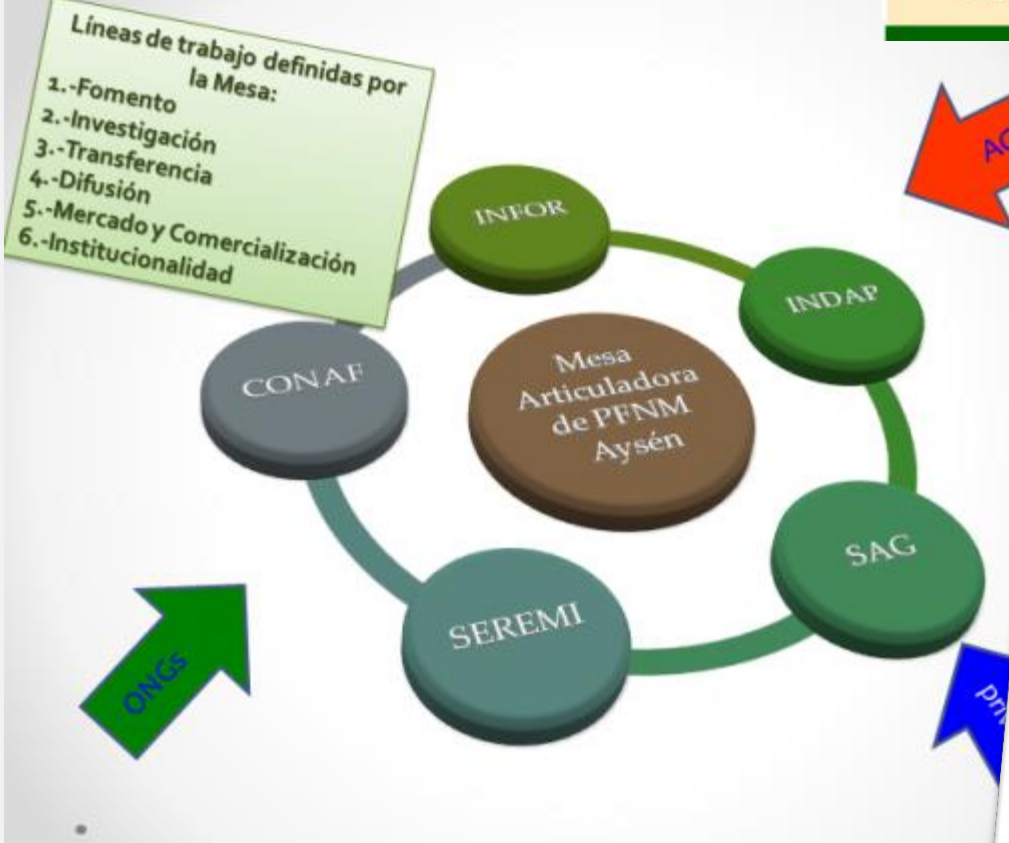 Líneas de trabajo definidas por
la Mesa:
1.-Fomento
2.-Investigación
3.-Transferencia
4.-Difusión
5.-Mercado y Comercialización
6.-Institucionalidad
INFOR
INDAP
CONAF
Mesa
Articuladora
de PFNM
Aysén
SAG
SEREMI
ONGs